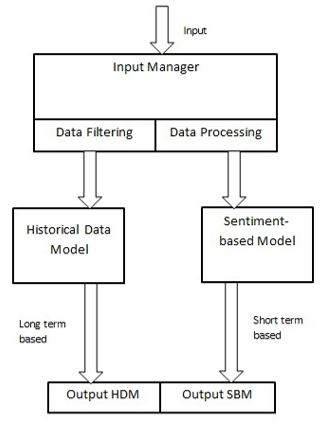 Input
Input Manager
Data Filtering
Data Processing
Historical Data
Model
Sentiment-
based Model
Long term
based
Short term
based
Output HDM
Output SBM